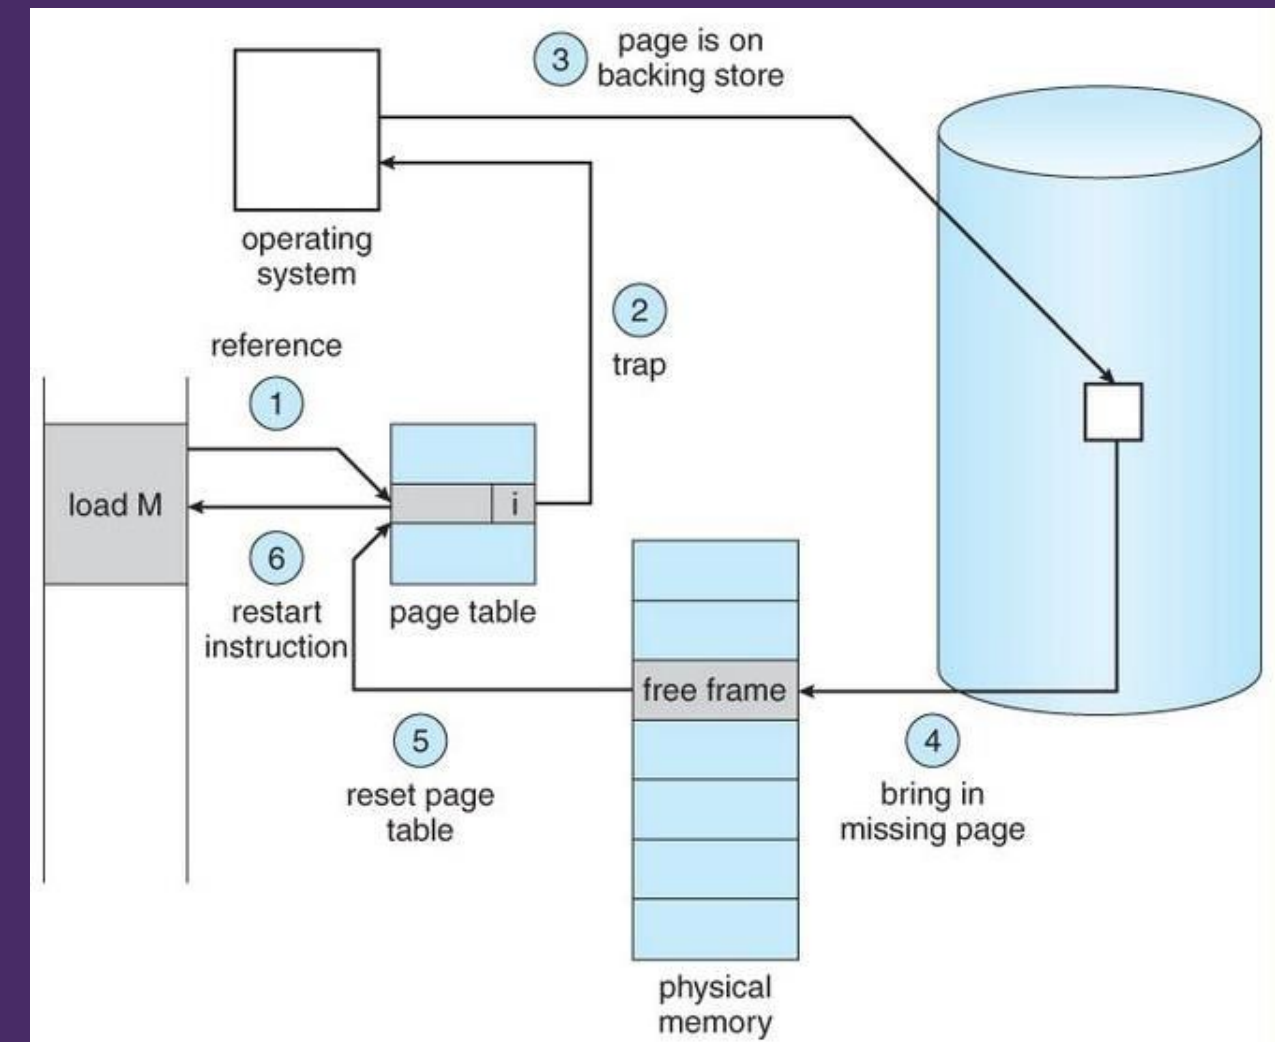 3
page is on
backing store
operating
system
2
trap
reference
1
load M
i
6
restart
instruction
page table
free frame
5
reset page
table
4
bring in
missing page
physical
memory